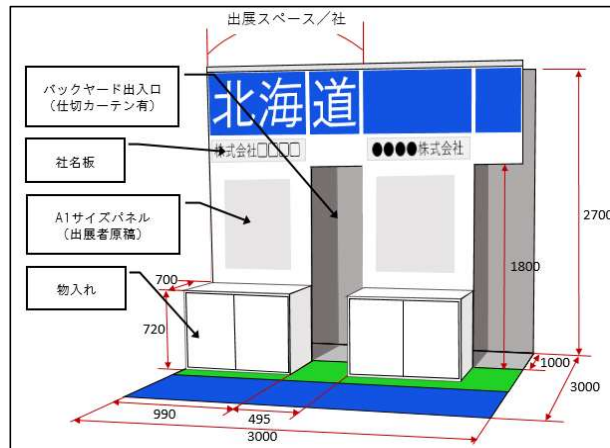 出展スペース／社
バックヤード出入口
（仕切カーテン有）
社名板
A1サイズパネル
（出展者原稿）
物入れ
北海道
株式会社□□□□
●●●●株式会社
2700
1800
700
720
1000
3000
990
495
3000